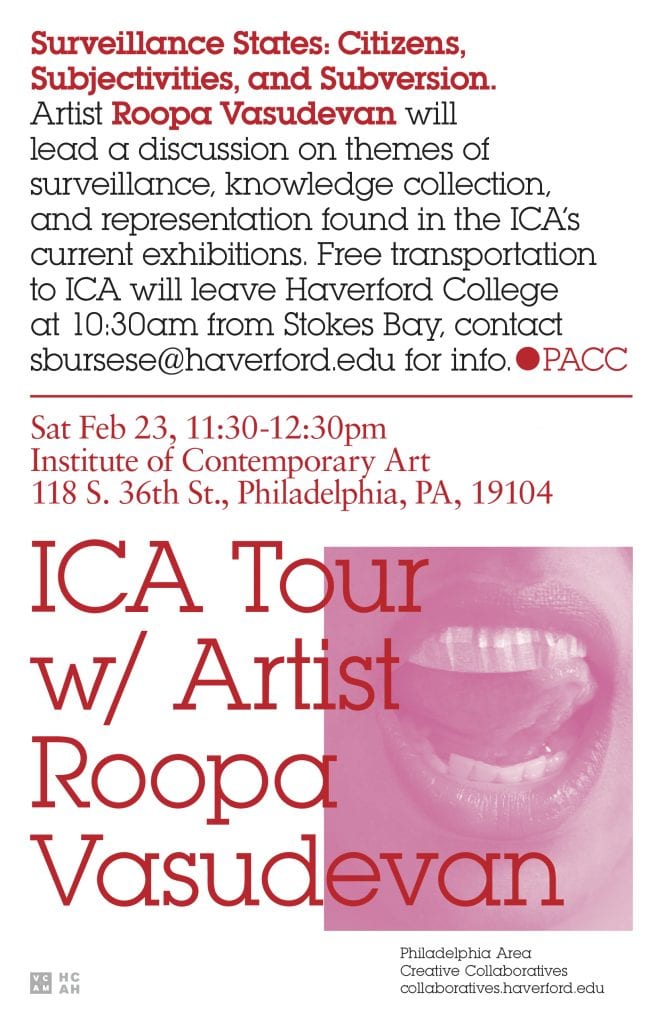 Surveillance States: Citizens,
Subjectivities, and Subversion.
Artist Roopa Vasudevan will
lead a discussion on themes of
surveillance, knowledge collection,
and representation found in the ICA's
current exhibitions. Free transportation
to ICA will leave Haverford College
at 10:30am from Stokes Bay, contact
sbursese@haverford.edu for info. ●PACC
Sat Feb 23, 11:30-12:30pm
Institute of Contemporary Art
118 S. 36th St., Philadelphia, PA, 19104
ICA Tour
w/ Artist
Roopa
Vasudevan
Philadelphia Area
Creative Collaboratives
collaboratives.haverford.edu
VC
AM
HC
AH